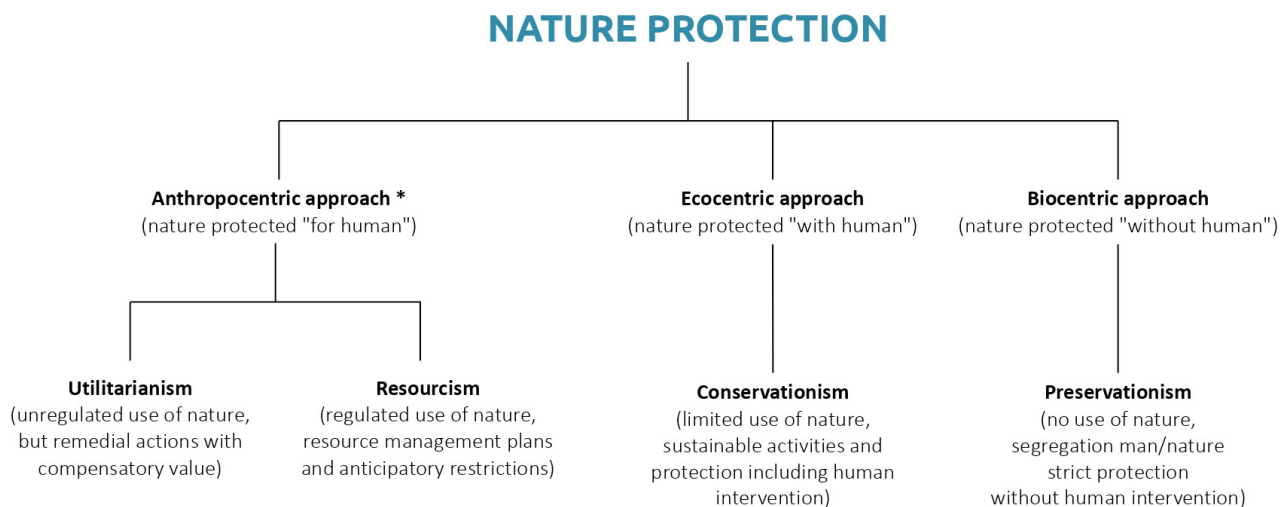 NATURE PROTECTION
Anthropocentric approach *
(nature protected "for human")
Ecocentric approach
(nature protected "with human")
Biocentric approach
(nature protected "without human")
Utilitarianism
(unregulated use of nature,
but remedial actions with
compensatory value)
Resourcism
(regulated use of nature,
resource management plans
and anticipatory restrictions)
Conservationism
(limited use of nature,
sustainable activities and
protection including human
intervention)
Preservationism
(no use of nature,
segregation man/nature
strict protection
without human intervention)